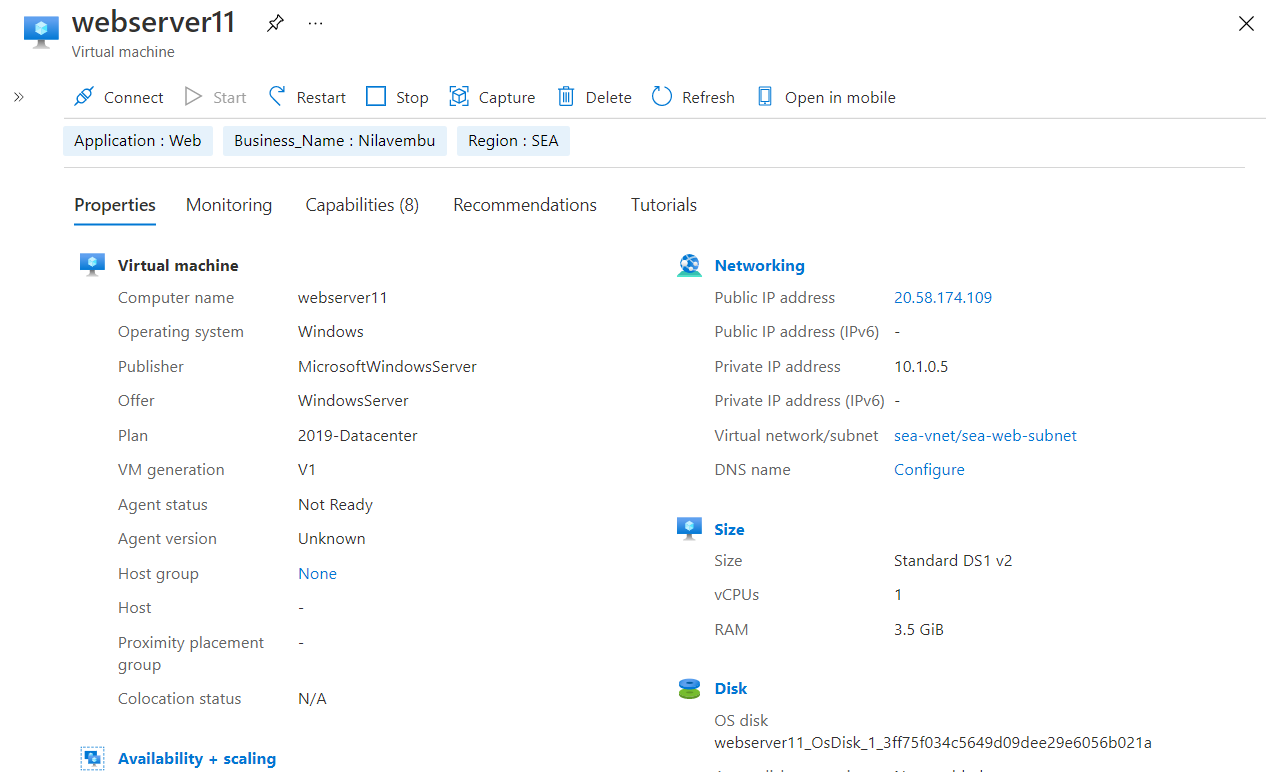 webserver11
Virtual machine
Connect Start Restart Stop Capture Delete Refresh Open in mobile
Application : Web Business_Name : Nilavembu Region : SEA
Properties Monitoring Capabilities (8) Recommendations Tutorials
Virtual machine
Computer name webserver11
Operating system Windows
Publisher MicrosoftWindowsServer
Offer WindowsServer
Plan 2019-Datacenter
VM generation V1
Agent status Not Ready
Agent version Unknown
Host group None
Host -
Proximity placement -
group
Colocation status N/A
Availability + scaling
Networking
Public IP address 20.58.174.109
Public IP address (IPv6) -
Private IP address 10.1.0.5
Private IP address (IPv6) -
Virtual network/subnet sea-vnet/sea-web-subnet
DNS name Configure
Size
Size Standard DS1 v2
vCPUs 1
RAM 3.5 GiB
Disk
OS disk
webserver11_OsDisk_1_3ff75f034c5649d09dee29e6056b021a